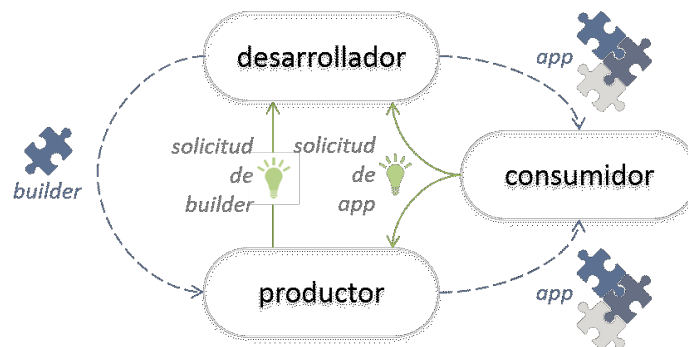 desarrollador
app
solicitud
de
builder
solicitud
de
app
builder
consumidor
productor
app